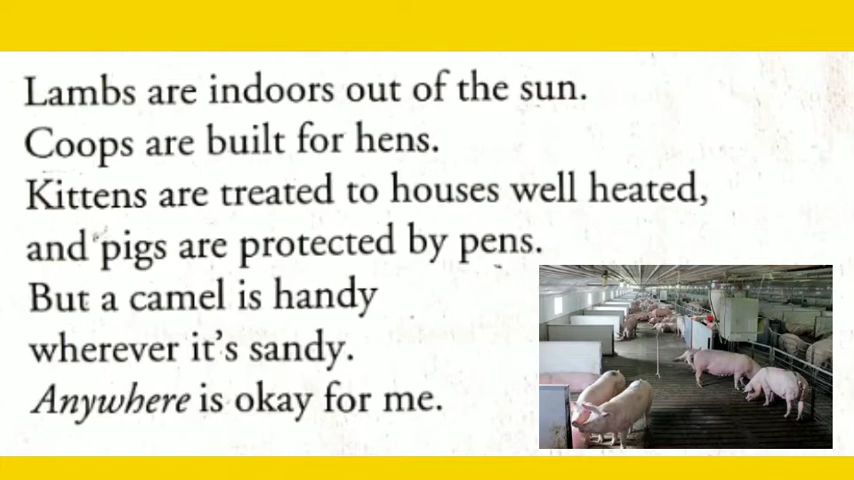 Lambs are indoors out of the sun.
Coops are built for hens.
Kittens are treated to houses well heated,
and pigs are protected by pens.
But a camel is handy
wherever it's sandy.
Anywhere is okay for me.